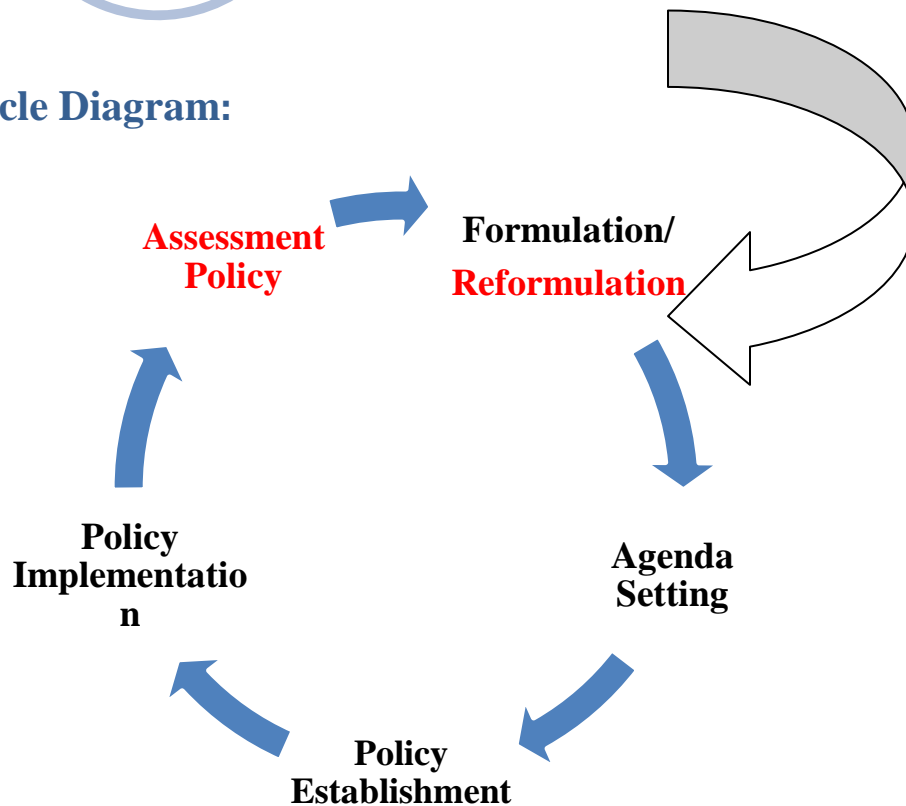 cle Diagram:
Assessment
Policy
Formulation/
Reformulation
Agenda
Setting
Policy
Establishment
Policy
Implementatio
n